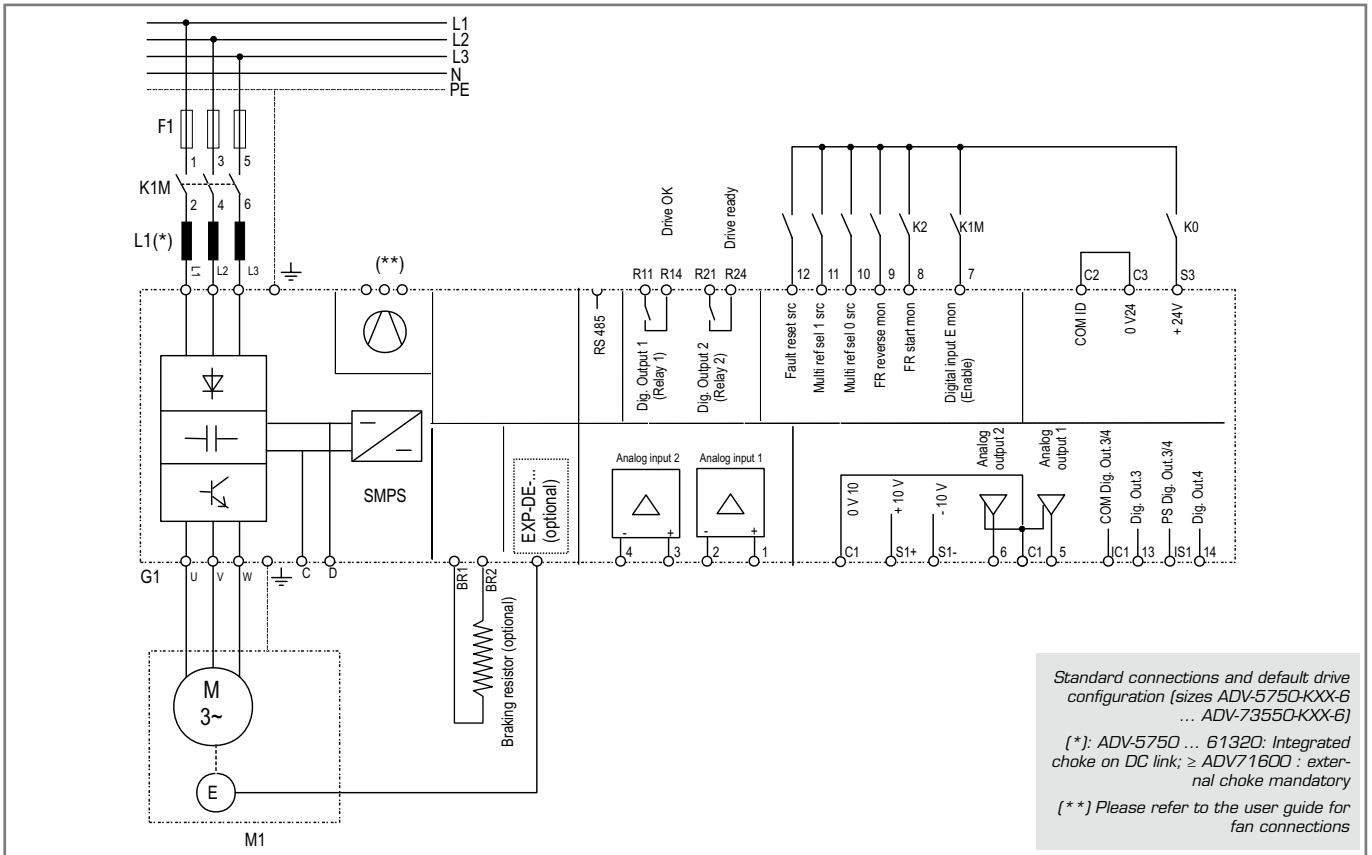 L1
L2
L3
N
PE
F1
1 3 5
K1M
2 4 6
L1(*)
L1 L2 L3
(**)
Drive OK
Drive ready
R11 R14 R21 R24
K2 K1M K0
12 11 10 9 8 7
C2 C3 S3
RS 485
Dig. Output 1
(Relay 1)
Dig. Output 2
(Relay 2)
Fault reset src
Multi ref sel 1 src
Multi ref sel 0 src
FR reverse mon
FR start mon
Digital input E mon
(Enable)
COM ID
0 V24
+ 24V
SMPS
EXP-DE-...
(optional)
Analog input 2
Analog input 1
- +
- +
4 3 2 1
0 V 10
+ 10 V
- 10 V
Analog
output 2
Analog
output 1
COM Dig. Out.3/4
Dig. Out.3
PS Dig. Out.3/4
Dig. Out.4
C1 S1+ S1- 6 C1 5 IC1 13 IS1 14
G1 U V W C D
BR1
BR2
Braking resistor (optional)
M
3~
E
M1
Standard connections and default drive
configuration (sizes ADV-5750-KXX-6
... ADV-73550-KXX-6)
(*): ADV-5750 ... 61320: Integrated
choke on DC link; ≥ ADV71600 : exter-
nal choke mandatory
(**) Please refer to the user guide for
fan connections